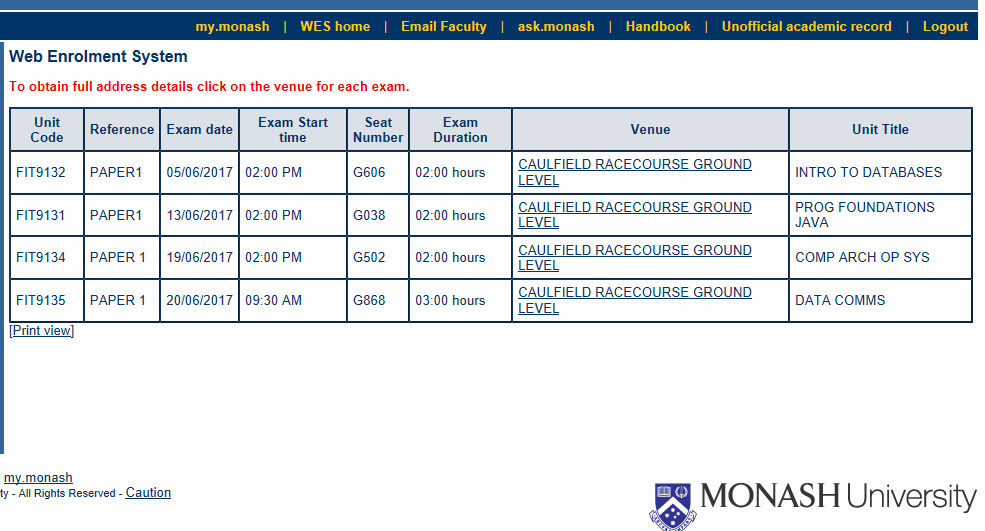 my.monash | WES home | Email Faculty | ask.monash | Handbook | Unofficial academic record | Logout
Web Enrolment System
To obtain full address details click on the venue for each exam.
Unit Code Reference Exam date Exam Start time Seat Number Exam Duration Venue Unit Title
FIT9132 PAPER1 05/06/2017 02:00 PM G606 02:00 hours CAULFIELD RACECOURSE GROUND LEVEL INTRO TO DATABASES
FIT9131 PAPER1 13/06/2017 02:00 PM G038 02:00 hours CAULFIELD RACECOURSE GROUND LEVEL PROG FOUNDATIONS JAVA
FIT9134 PAPER 1 19/06/2017 02:00 PM G502 02:00 hours CAULFIELD RACECOURSE GROUND LEVEL COMP ARCH OP SYS
FIT9135 PAPER 1 20/06/2017 09:30 AM G868 03:00 hours CAULFIELD RACECOURSE GROUND LEVEL DATA COMMS
[Print view]
my.monash
ty - All Rights Reserved - Caution
MONASH University